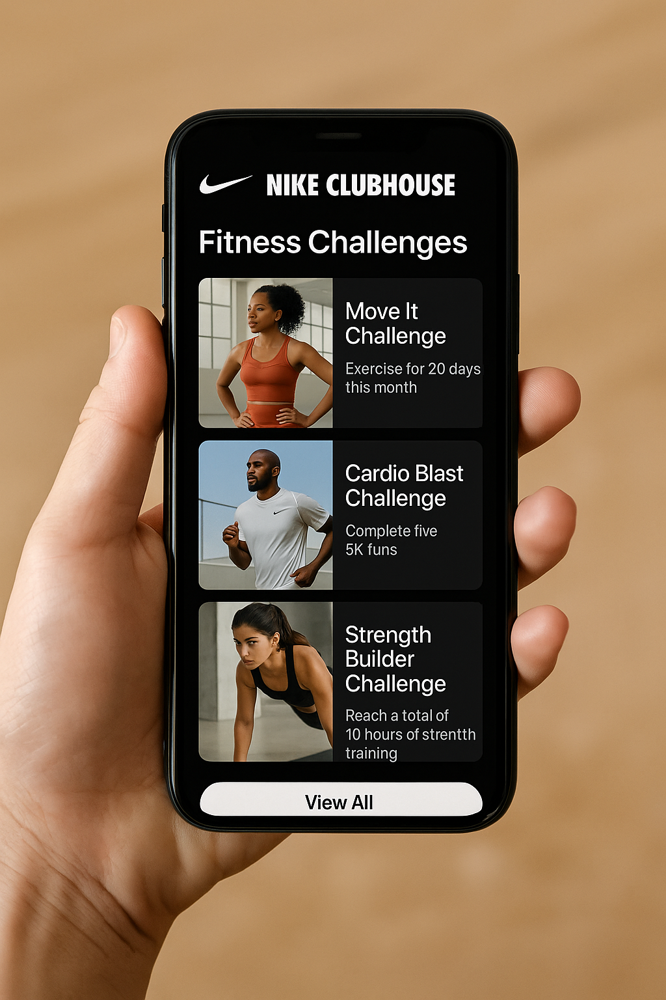 NIKE CLUBHOUSE
Fitness Challenges
Move It
Challenge
Exercise for 20 days
this month
Cardio Blast
Challenge
Complete five
5K funs
Strength
Builder
Challenge
Reach a total of
10 hours of strentth
training
View All